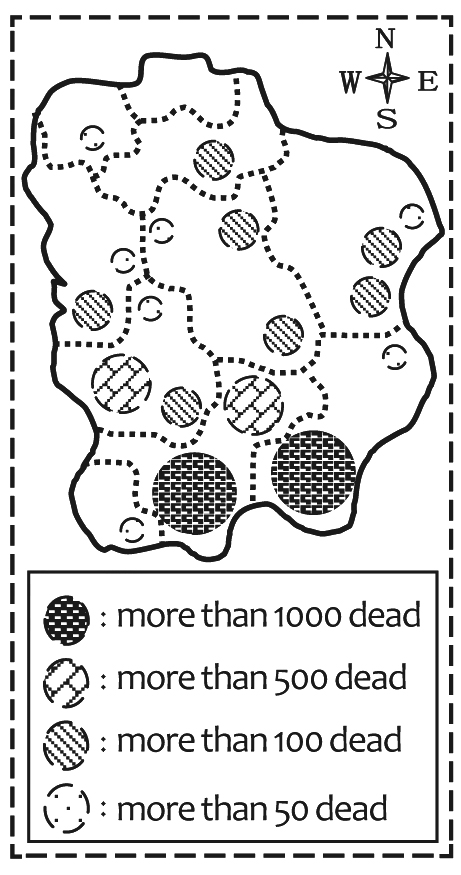 N
W E
S
: more than 1000 dead
: more than 500 dead
: more than 100 dead
: more than 50 dead